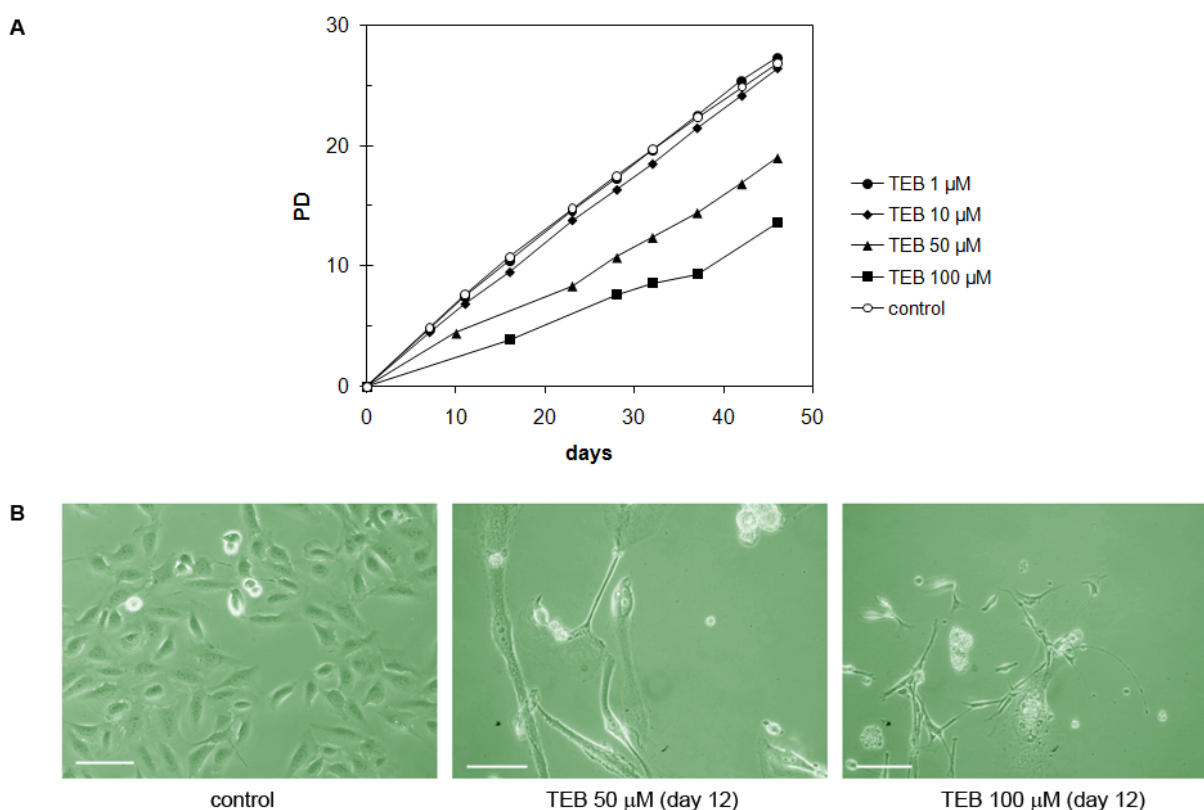 A
30
20
10
0
PD
0 10 20 30 40 50
days
TEB 1 µM
TEB 10 µM
TEB 50 µM
TEB 100 µM
control
B
control
TEB 50 µM (day 12)
TEB 100 µM (day 12)